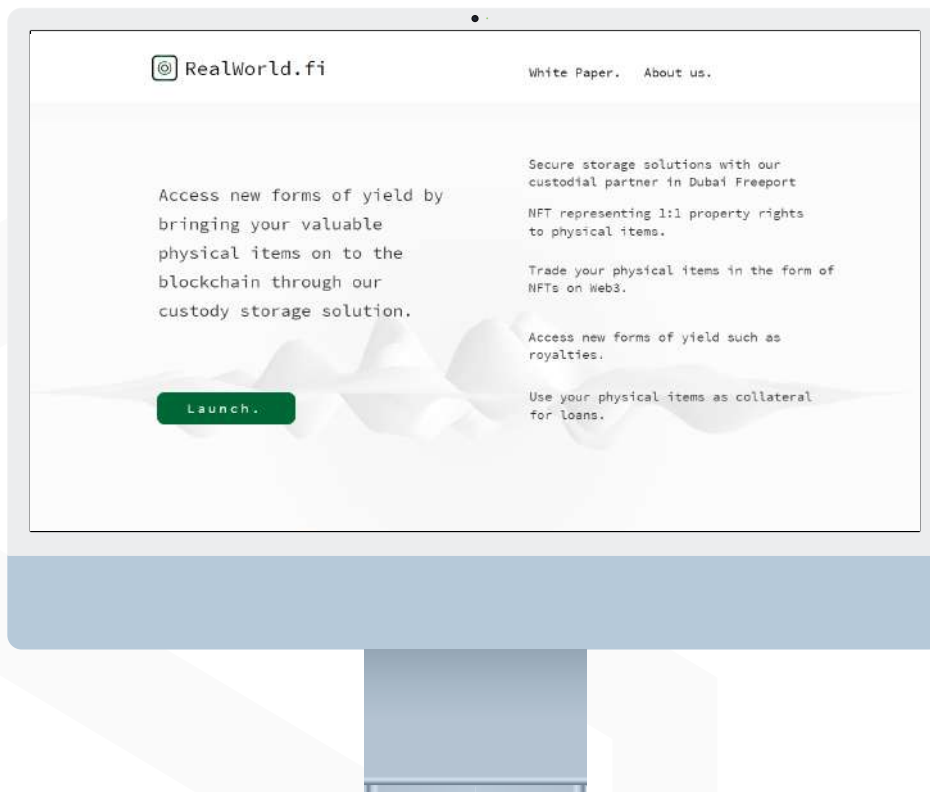 RealWorld.fi
White Paper. About us.
Access new forms of yield by
bringing your valuable
physical items on to the
blockchain through our
custody storage solution.
Launch.
Secure storage solutions with our
custodial partner in Dubai Freeport
NFT representing 1:1 property rights
to physical items.
Trade your physical items in the form of
NFTs on Web3.
Access new forms of yield such as
royalties.
Use your physical items as collateral
for loans.